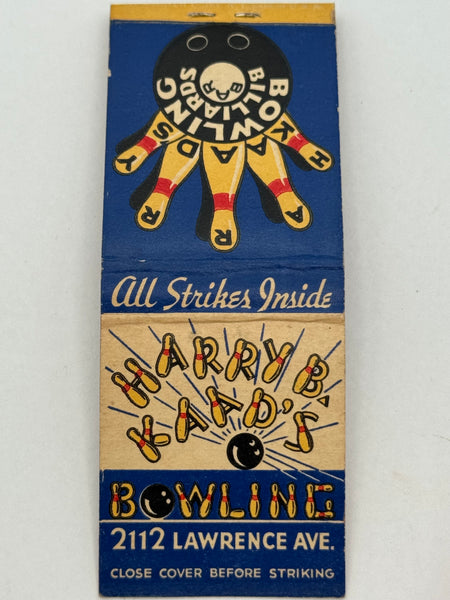 BOWLING
BILLIARDS
B
HARRY
KAAD'S
All Strikes Inside
HARRY B.
KAAD'S
BOWLING
2112 LAWRENCE AVE.
CLOSE COVER BEFORE STRIKING